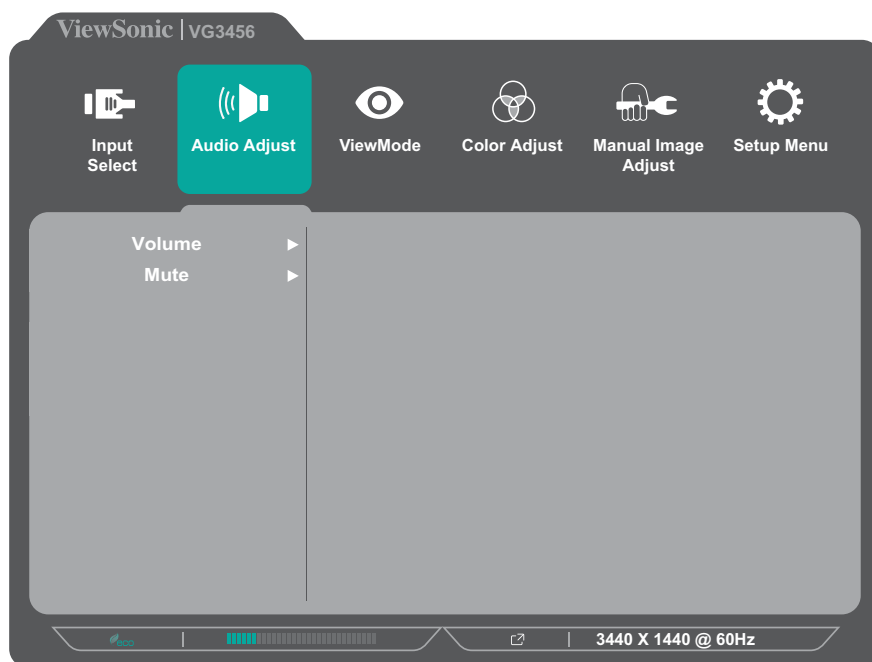 ViewSonic | VG3456
Input
Select
Audio Adjust
ViewMode
Color Adjust
Manual Image
Adjust
Setup Menu
Volume
Mute
eco
3440 X 1440 @ 60Hz